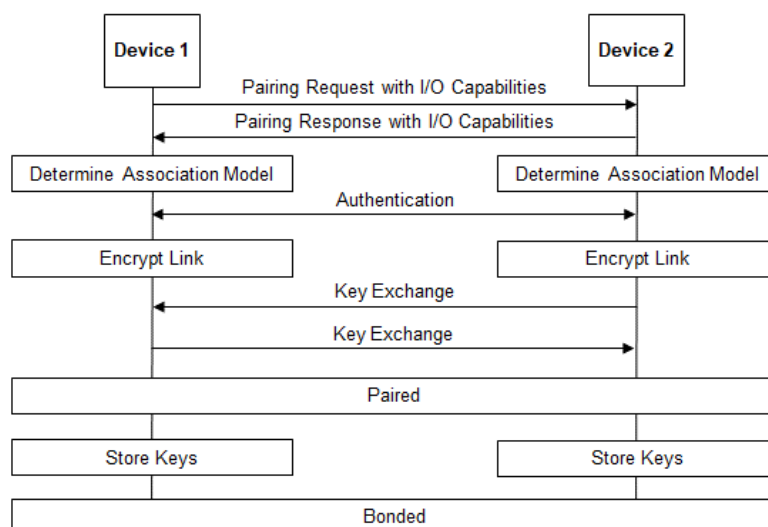 Device 1
Device 2
Pairing Request with I/O Capabilities
Pairing Response with I/O Capabilities
Determine Association Model
Determine Association Model
Authentication
Encrypt Link
Encrypt Link
Key Exchange
Key Exchange
Paired
Store Keys
Store Keys
Bonded